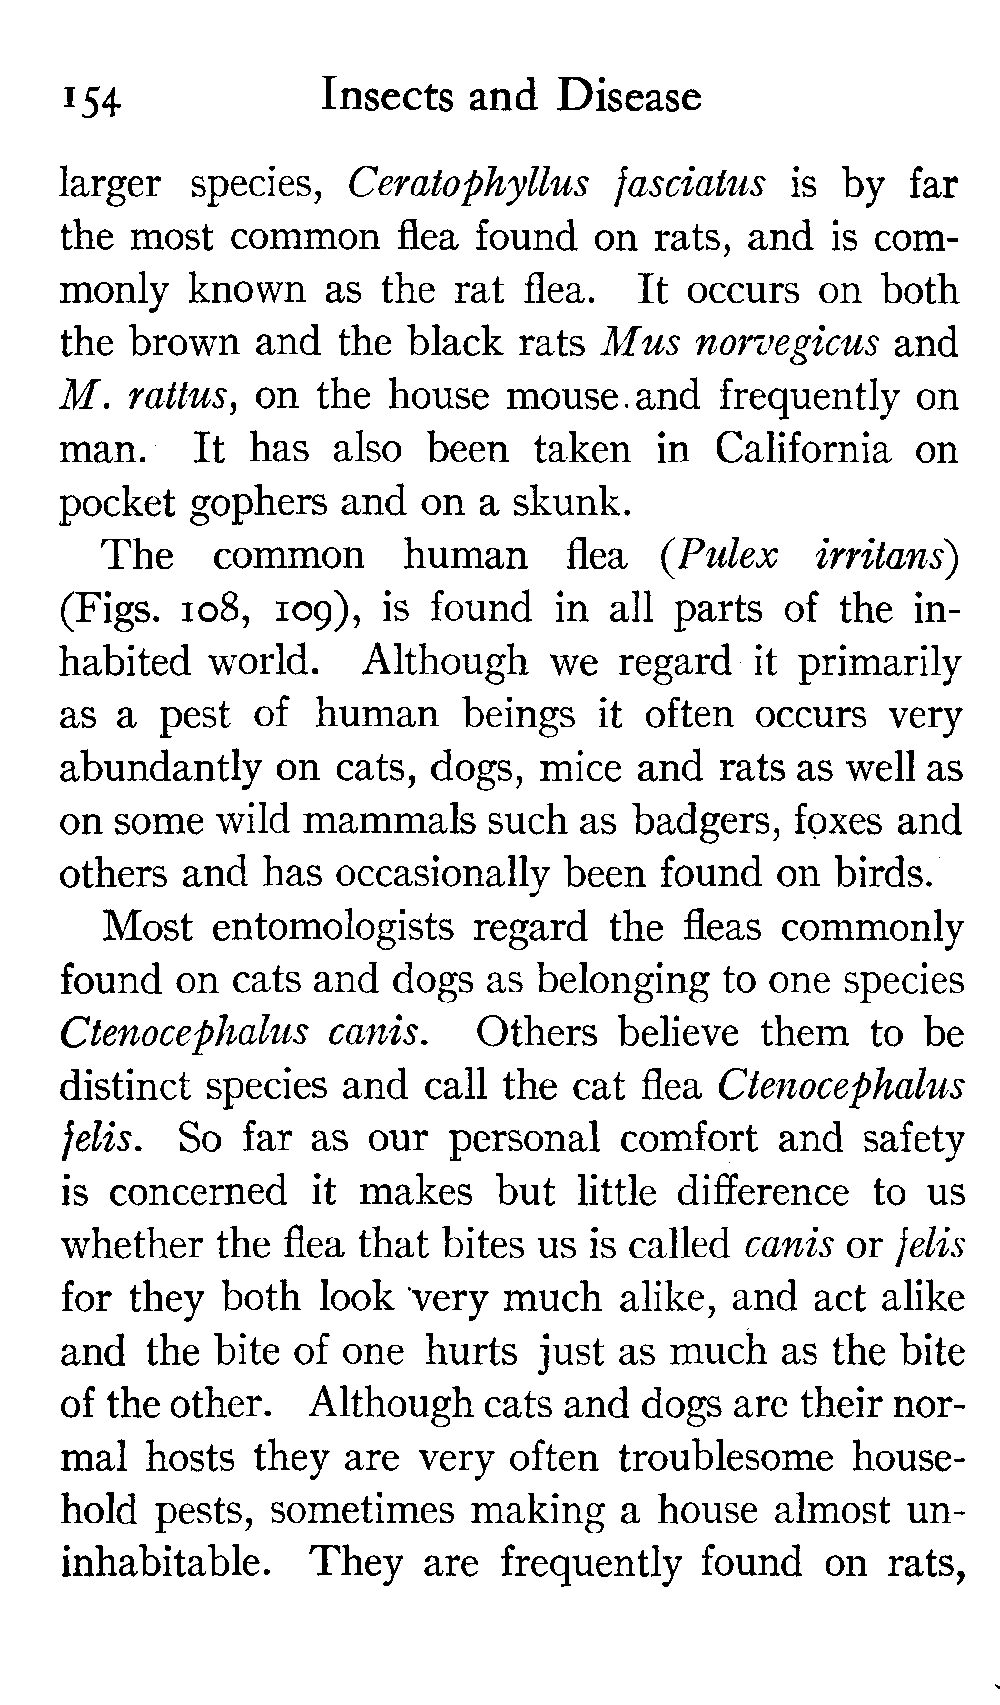 154 Insects and Disease
larger species, Ceratophyllus fasciatus is by far
the most common flea found on rats, and is com-
monly known as the rat flea. It occurs on both
the brown and the black rats Mus norvegicus and
M. rattus, on the house mouse.and frequently on
man. It has also been taken in California on
pocket gophers and on a skunk.
The common human flea (Pulex irritans)
(Figs. 108, 109), is found in all parts of the in-
habited world. Although we regard it primarily
as a pest of human beings it often occurs very
abundantly on cats, dogs, mice and rats as well as
on some wild mammals such as badgers, foxes and
others and has occasionally been found on birds.
Most entomologists regard the fleas commonly
found on cats and dogs as belonging to one species
Ctenocephalus canis. Others believe them to be
distinct species and call the cat flea Ctenocephalus
felis. So far as our personal comfort and safety
is concerned it makes but little difference to us
whether the flea that bites us is called canis or felis
for they both look very much alike, and act alike
and the bite of one hurts just as much as the bite
of the other. Although cats and dogs are their nor-
mal hosts they are very often troublesome house-
hold pests, sometimes making a house almost un-
inhabitable. They are frequently found on rats,